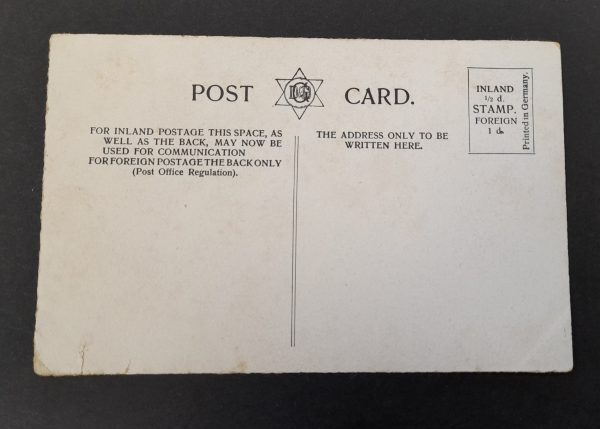 POST CARD.
FOR INLAND POSTAGE THIS SPACE, AS
WELL AS THE BACK, MAY NOW BE
USED FOR COMMUNICATION
FOR FOREIGN POSTAGE THE BACK ONLY
(Post Office Regulation).
THE ADDRESS ONLY TO BE
WRITTEN HERE.
INLAND
½ d.
STAMP.
FOREIGN
1 d.
Printed in Germany.